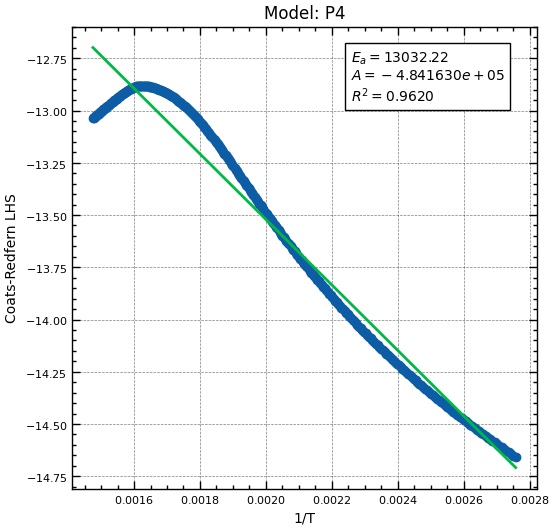 Model: P4
E_a = 13032.22
A = −4.841630e+05
R² = 0.9620
Coats-Redfern LHS
−12.75
−13.00
−13.25
−13.50
−13.75
−14.00
−14.25
−14.50
−14.75
0.0016 0.0018 0.0020 0.0022 0.0024 0.0026 0.0028
1/T